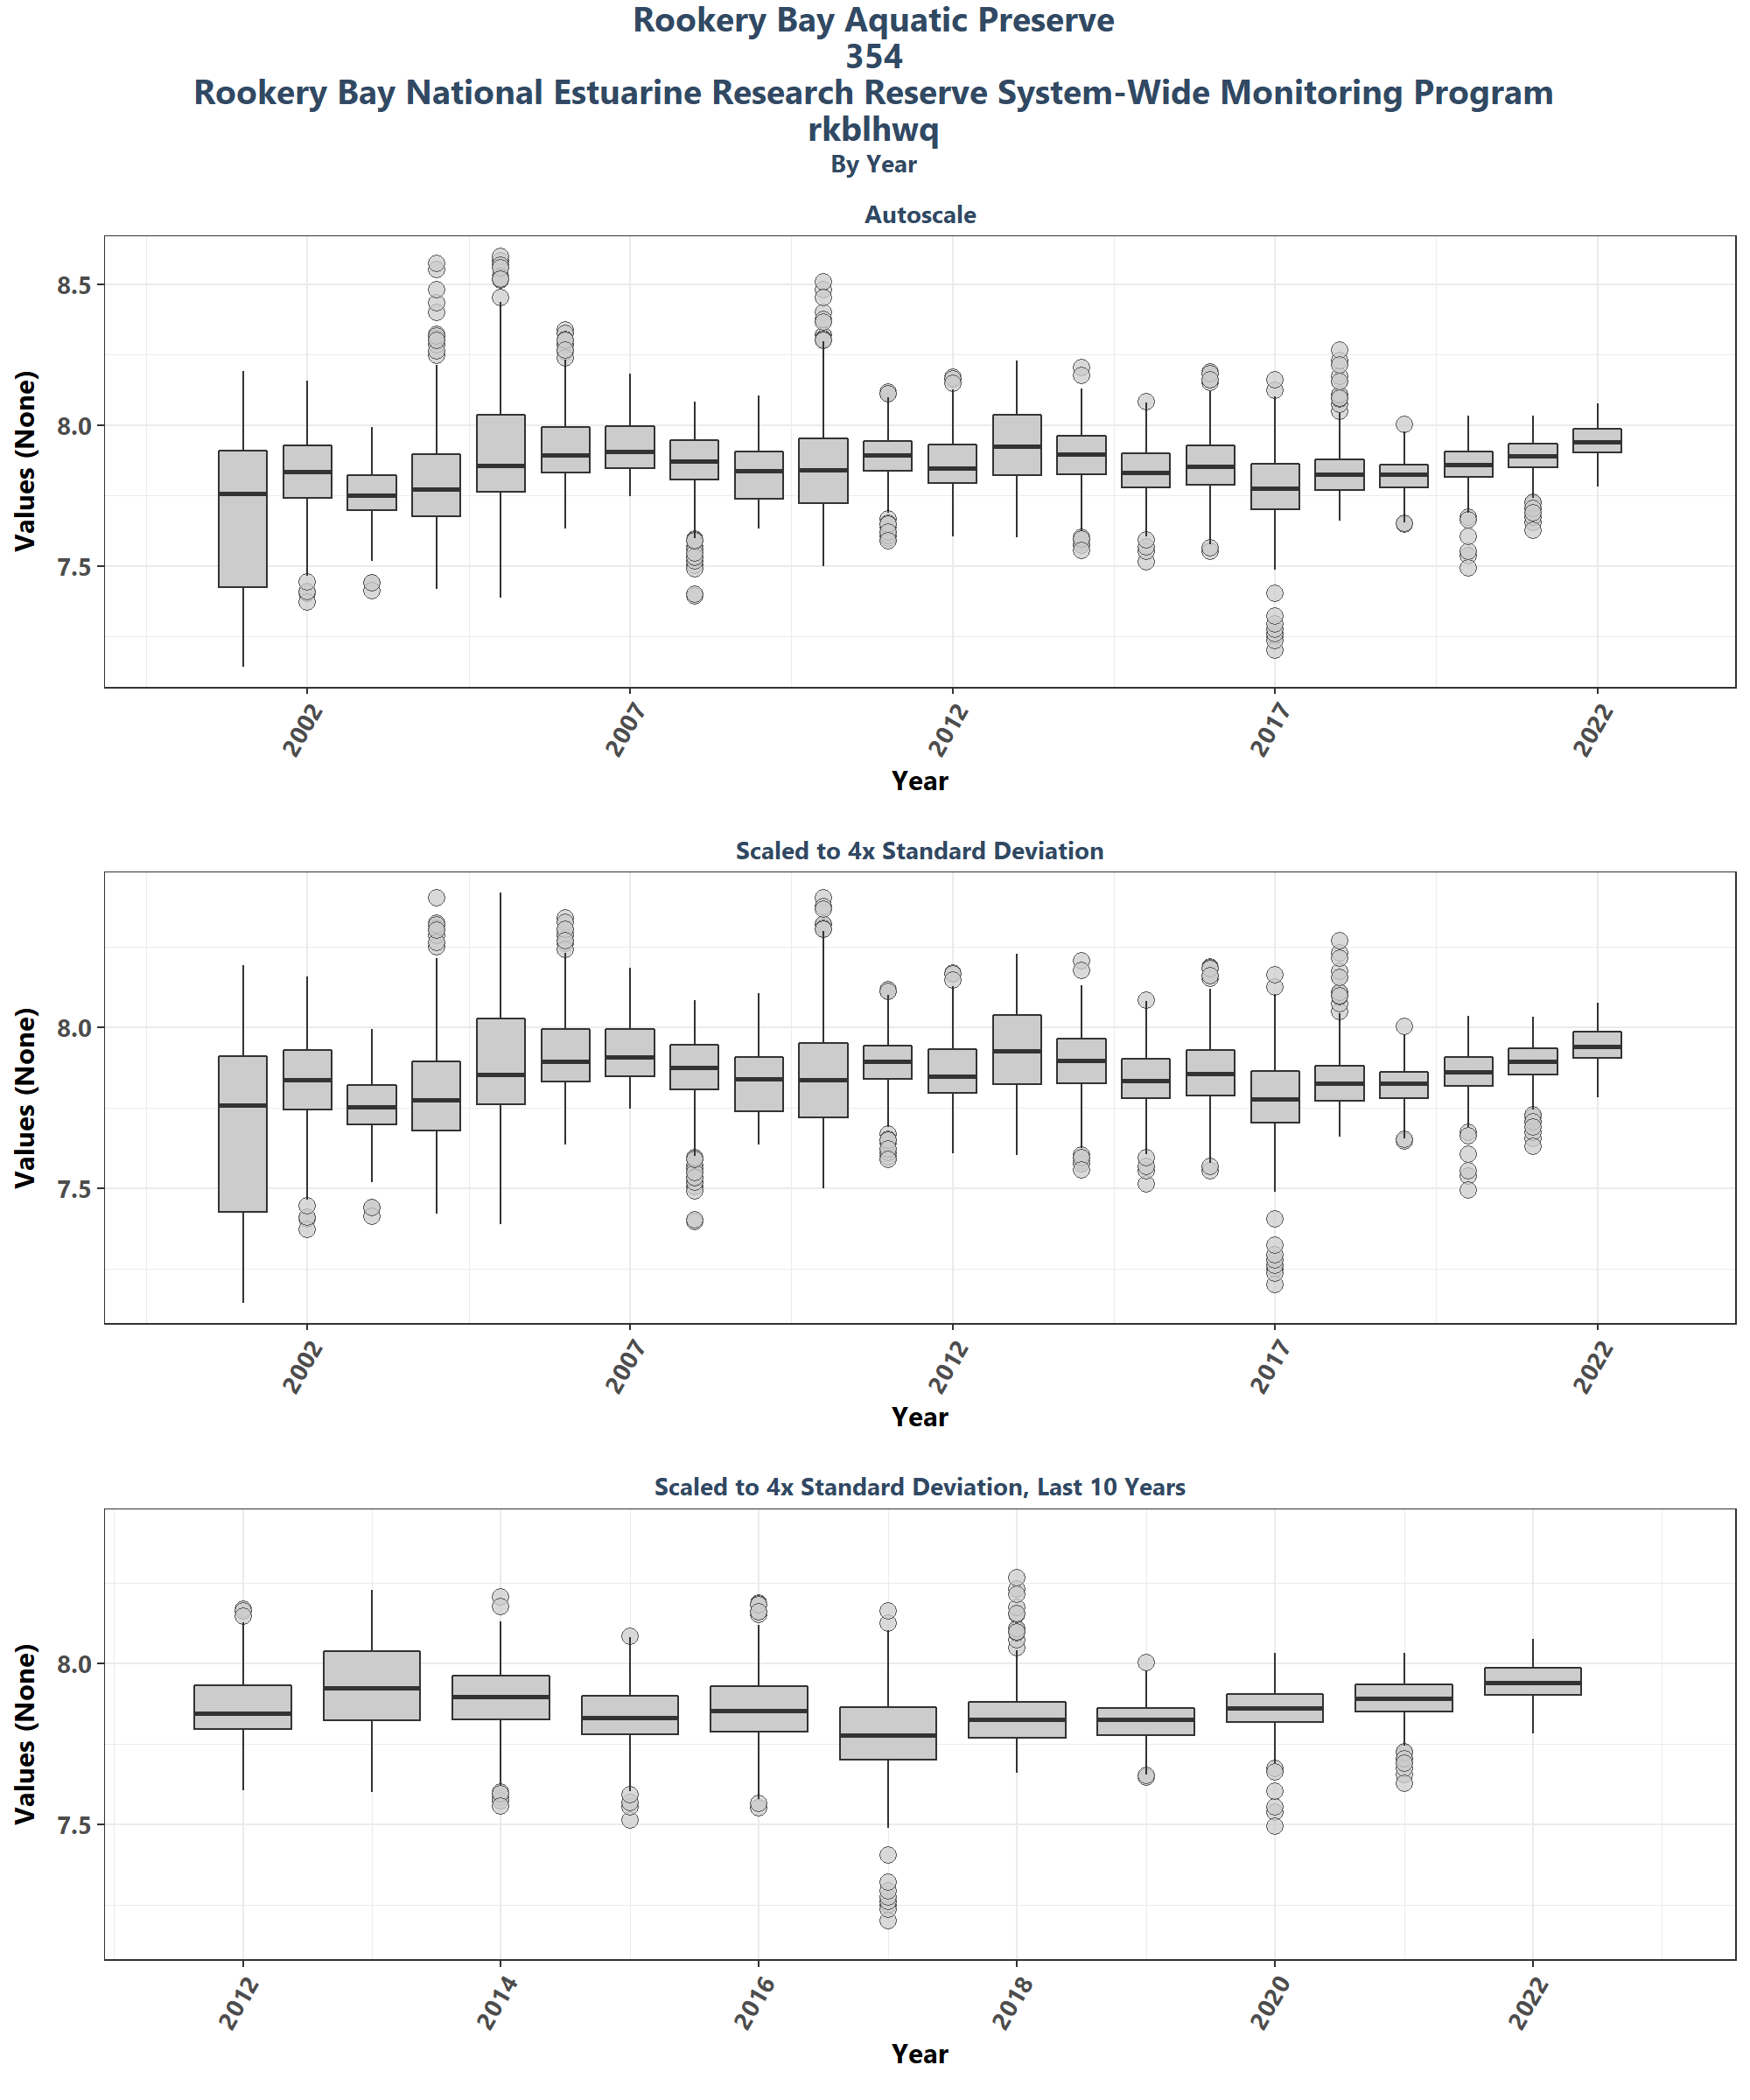 Rookery Bay Aquatic Preserve
354
Rookery Bay National Estuarine Research Reserve System-Wide Monitoring Program
rkblhwq
By Year
Autoscale
Values (None)
8.5
8.0
7.5
2002
2007
2012
2017
2022
Year
Scaled to 4x Standard Deviation
Values (None)
8.0
7.5
2002
2007
2012
2017
2022
Year
Scaled to 4x Standard Deviation, Last 10 Years
Values (None)
8.0
7.5
2012
2014
2016
2018
2020
2022
Year